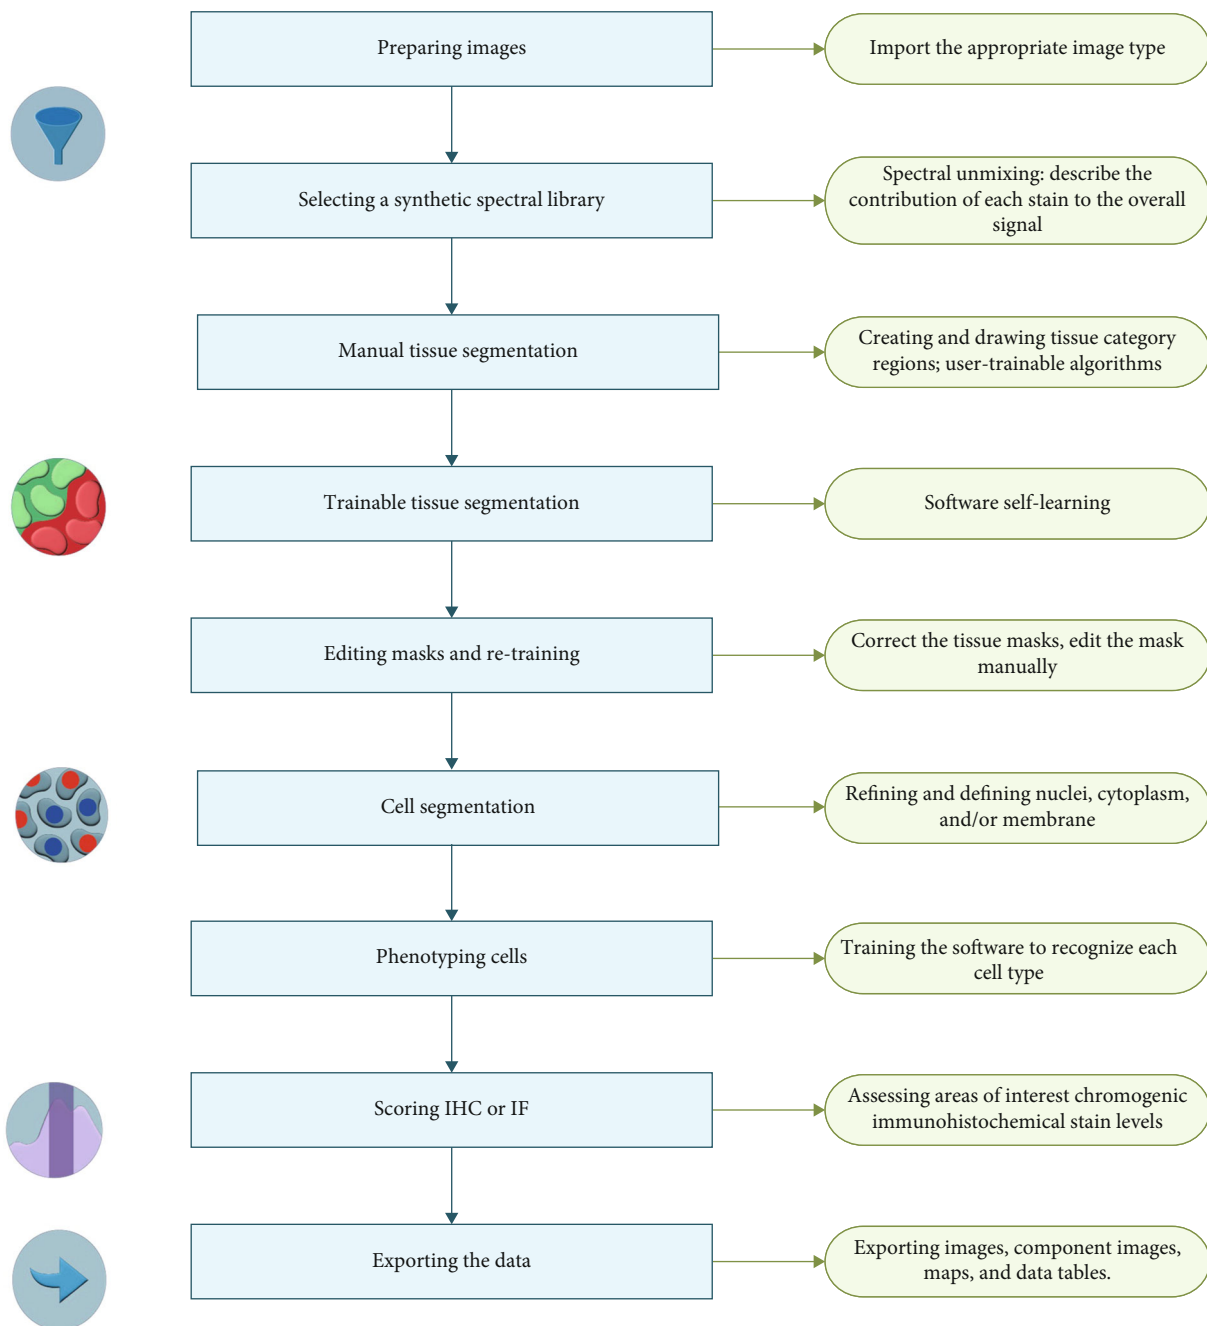 Preparing images
Import the appropriate image type
Selecting a synthetic spectral library
Spectral unmixing: describe the
contribution of each stain to the overall
signal
Manual tissue segmentation
Creating and drawing tissue category
regions; user-trainable algorithms
Trainable tissue segmentation
Software self-learning
Editing masks and re-training
Correct the tissue masks, edit the mask
manually
Cell segmentation
Refining and defining nuclei, cytoplasm,
and/or membrane
Phenotyping cells
Training the software to recognize each
cell type
Scoring IHC or IF
Assessing areas of interest chromogenic
immunohistochemical stain levels
Exporting the data
Exporting images, component images,
maps, and data tables.